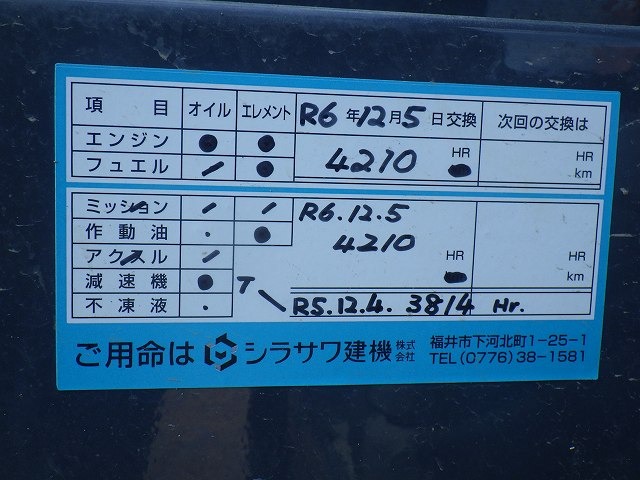 項目 オイル エレメント R6年12月5日交換 次回の交換は
エンジン ● ● 4210 HR HR
フュエル / ● km
ミッション / / R6.12.5
作動油 ・ ● 4210
アクスル / HR HR
減速機 ● T km
不凍液 ・ R5.12.4. 3814 Hr.
ご用命は シラサワ建機株式会社 福井市下河北町1-25-1
TEL(0776)38-1581